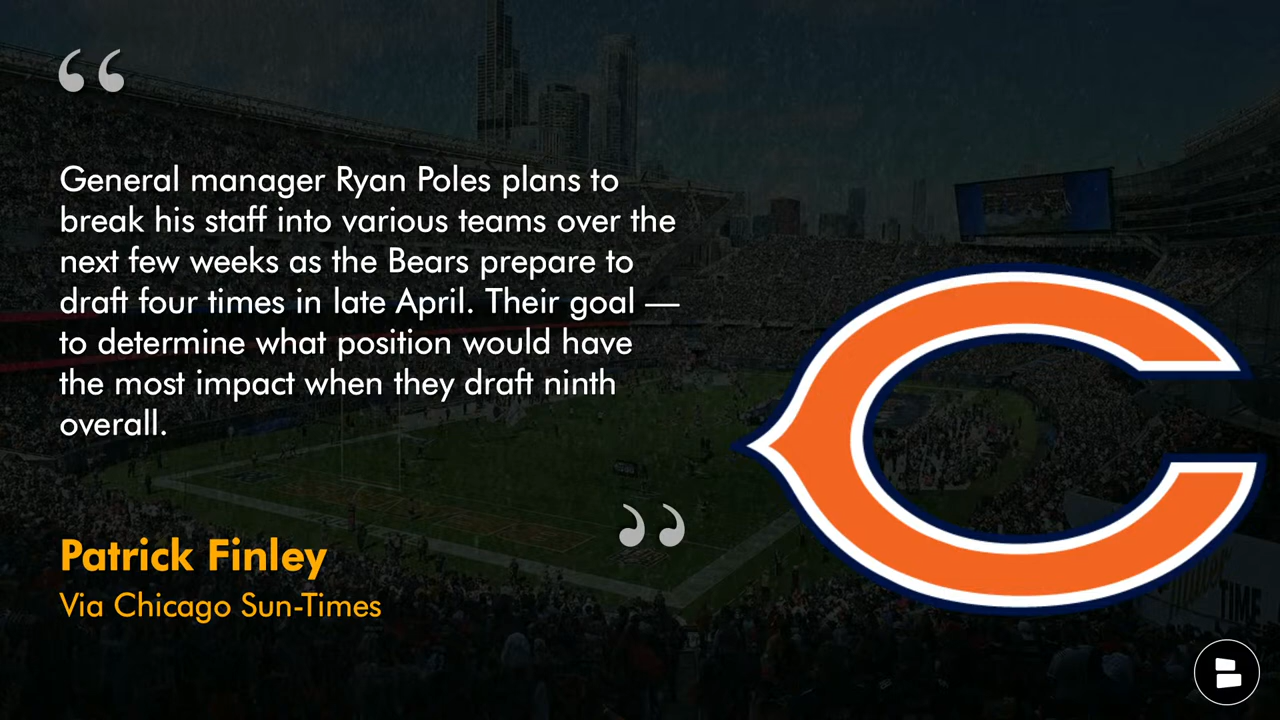 “
General manager Ryan Poles plans to
break his staff into various teams over the
next few weeks as the Bears prepare to
draft four times in late April. Their goal —
to determine what position would have
the most impact when they draft ninth
overall.
”
Patrick Finley
Via Chicago Sun-Times
TIME